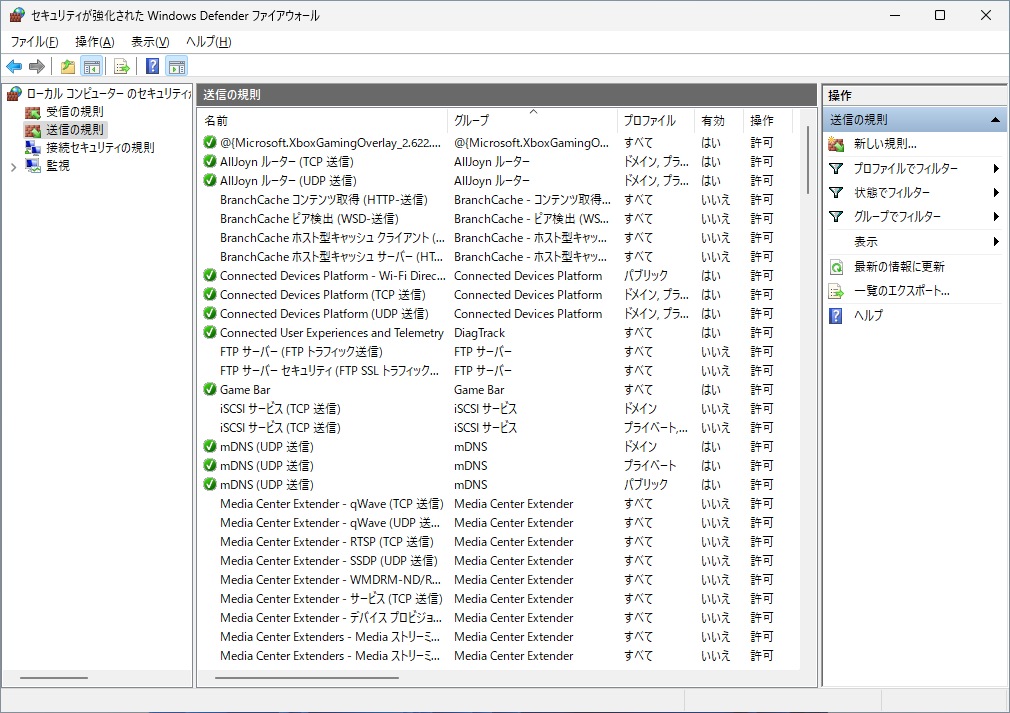 セキュリティが強化された Windows Defender ファイアウォール
ファイル(F) 操作(A) 表示(V) ヘルプ(H)
ローカル コンピューター のセキュリティ
受信の規則
送信の規則
接続セキュリティの規則
監視
送信の規則
名前 グループ プロファイル 有効 操作
@{Microsoft.XboxGamingOverlay_2.622.... @{Microsoft.XboxGamingO... すべて はい 許可
AllJoyn ルーター (TCP 送信) AllJoyn ルーター ドメイン, プラ... はい 許可
AllJoyn ルーター (UDP 送信) AllJoyn ルーター ドメイン, プラ... はい 許可
BranchCache コンテンツ取得 (HTTP-送信) BranchCache - コンテンツ取得... すべて いいえ 許可
BranchCache ピア検出 (WSD-送信) BranchCache - ピア検出 (WS... すべて いいえ 許可
BranchCache ホスト型キャッシュ クライアント (... BranchCache - ホスト型キャッ... すべて いいえ 許可
BranchCache ホスト型キャッシュ サーバー (HT... BranchCache - ホスト型キャッ... すべて いいえ 許可
Connected Devices Platform - Wi-Fi Direc... Connected Devices Platform パブリック はい 許可
Connected Devices Platform (TCP 送信) Connected Devices Platform ドメイン, プラ... はい 許可
Connected Devices Platform (UDP 送信) Connected Devices Platform ドメイン, プラ... はい 許可
Connected User Experiences and Telemetry DiagTrack すべて はい 許可
FTP サーバー (FTP トラフィック送信) FTP サーバー すべて いいえ 許可
FTP サーバー セキュリティ (FTP SSL トラフィック... FTP サーバー すべて いいえ 許可
Game Bar Game Bar すべて はい 許可
iSCSI サービス (TCP 送信) iSCSI サービス ドメイン いいえ 許可
iSCSI サービス (TCP 送信) iSCSI サービス プライベート,... いいえ 許可
mDNS (UDP 送信) mDNS ドメイン はい 許可
mDNS (UDP 送信) mDNS プライベート はい 許可
mDNS (UDP 送信) mDNS パブリック はい 許可
Media Center Extender - qWave (TCP 送信) Media Center Extender すべて いいえ 許可
Media Center Extender - qWave (UDP 送... Media Center Extender すべて いいえ 許可
Media Center Extender - RTSP (TCP 送信) Media Center Extender すべて いいえ 許可
Media Center Extender - SSDP (UDP 送信) Media Center Extender すべて いいえ 許可
Media Center Extender - WMDRM-ND/R... Media Center Extender すべて いいえ 許可
Media Center Extender - サービス (TCP 送信) Media Center Extender すべて いいえ 許可
Media Center Extender - デバイス プロビジョ... Media Center Extender すべて いいえ 許可
Media Center Extenders - Media ストリーミ... Media Center Extender すべて いいえ 許可
Media Center Extenders - Media ストリーミ... Media Center Extender すべて いいえ 許可
操作
送信の規則
新しい規則...
プロファイルでフィルター
状態でフィルター
グループでフィルター
表示
最新の情報に更新
一覧のエクスポート...
ヘルプ